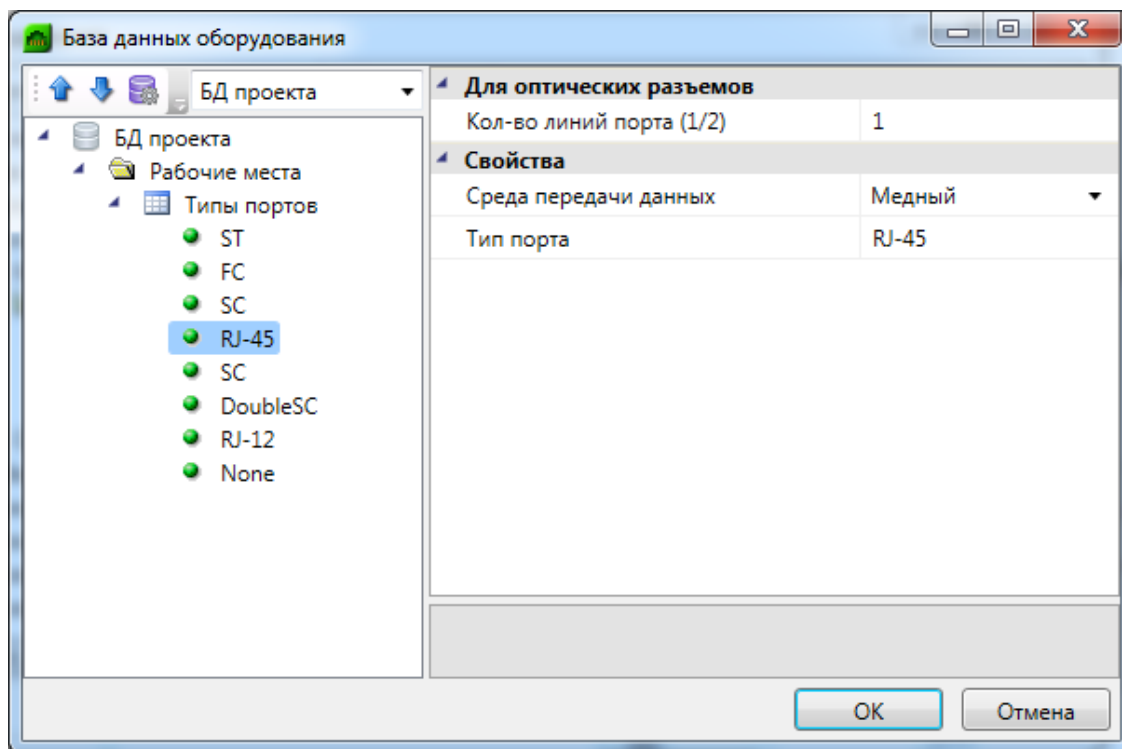 База данных оборудования
БД проекта
БД проекта
Рабочие места
Типы портов
ST
FC
SC
RJ-45
SC
DoubleSC
RJ-12
None
Для оптических разъемов
Кол-во линий порта (1/2) 1
Свойства
Среда передачи данных Медный
Тип порта RJ-45
OK Отмена